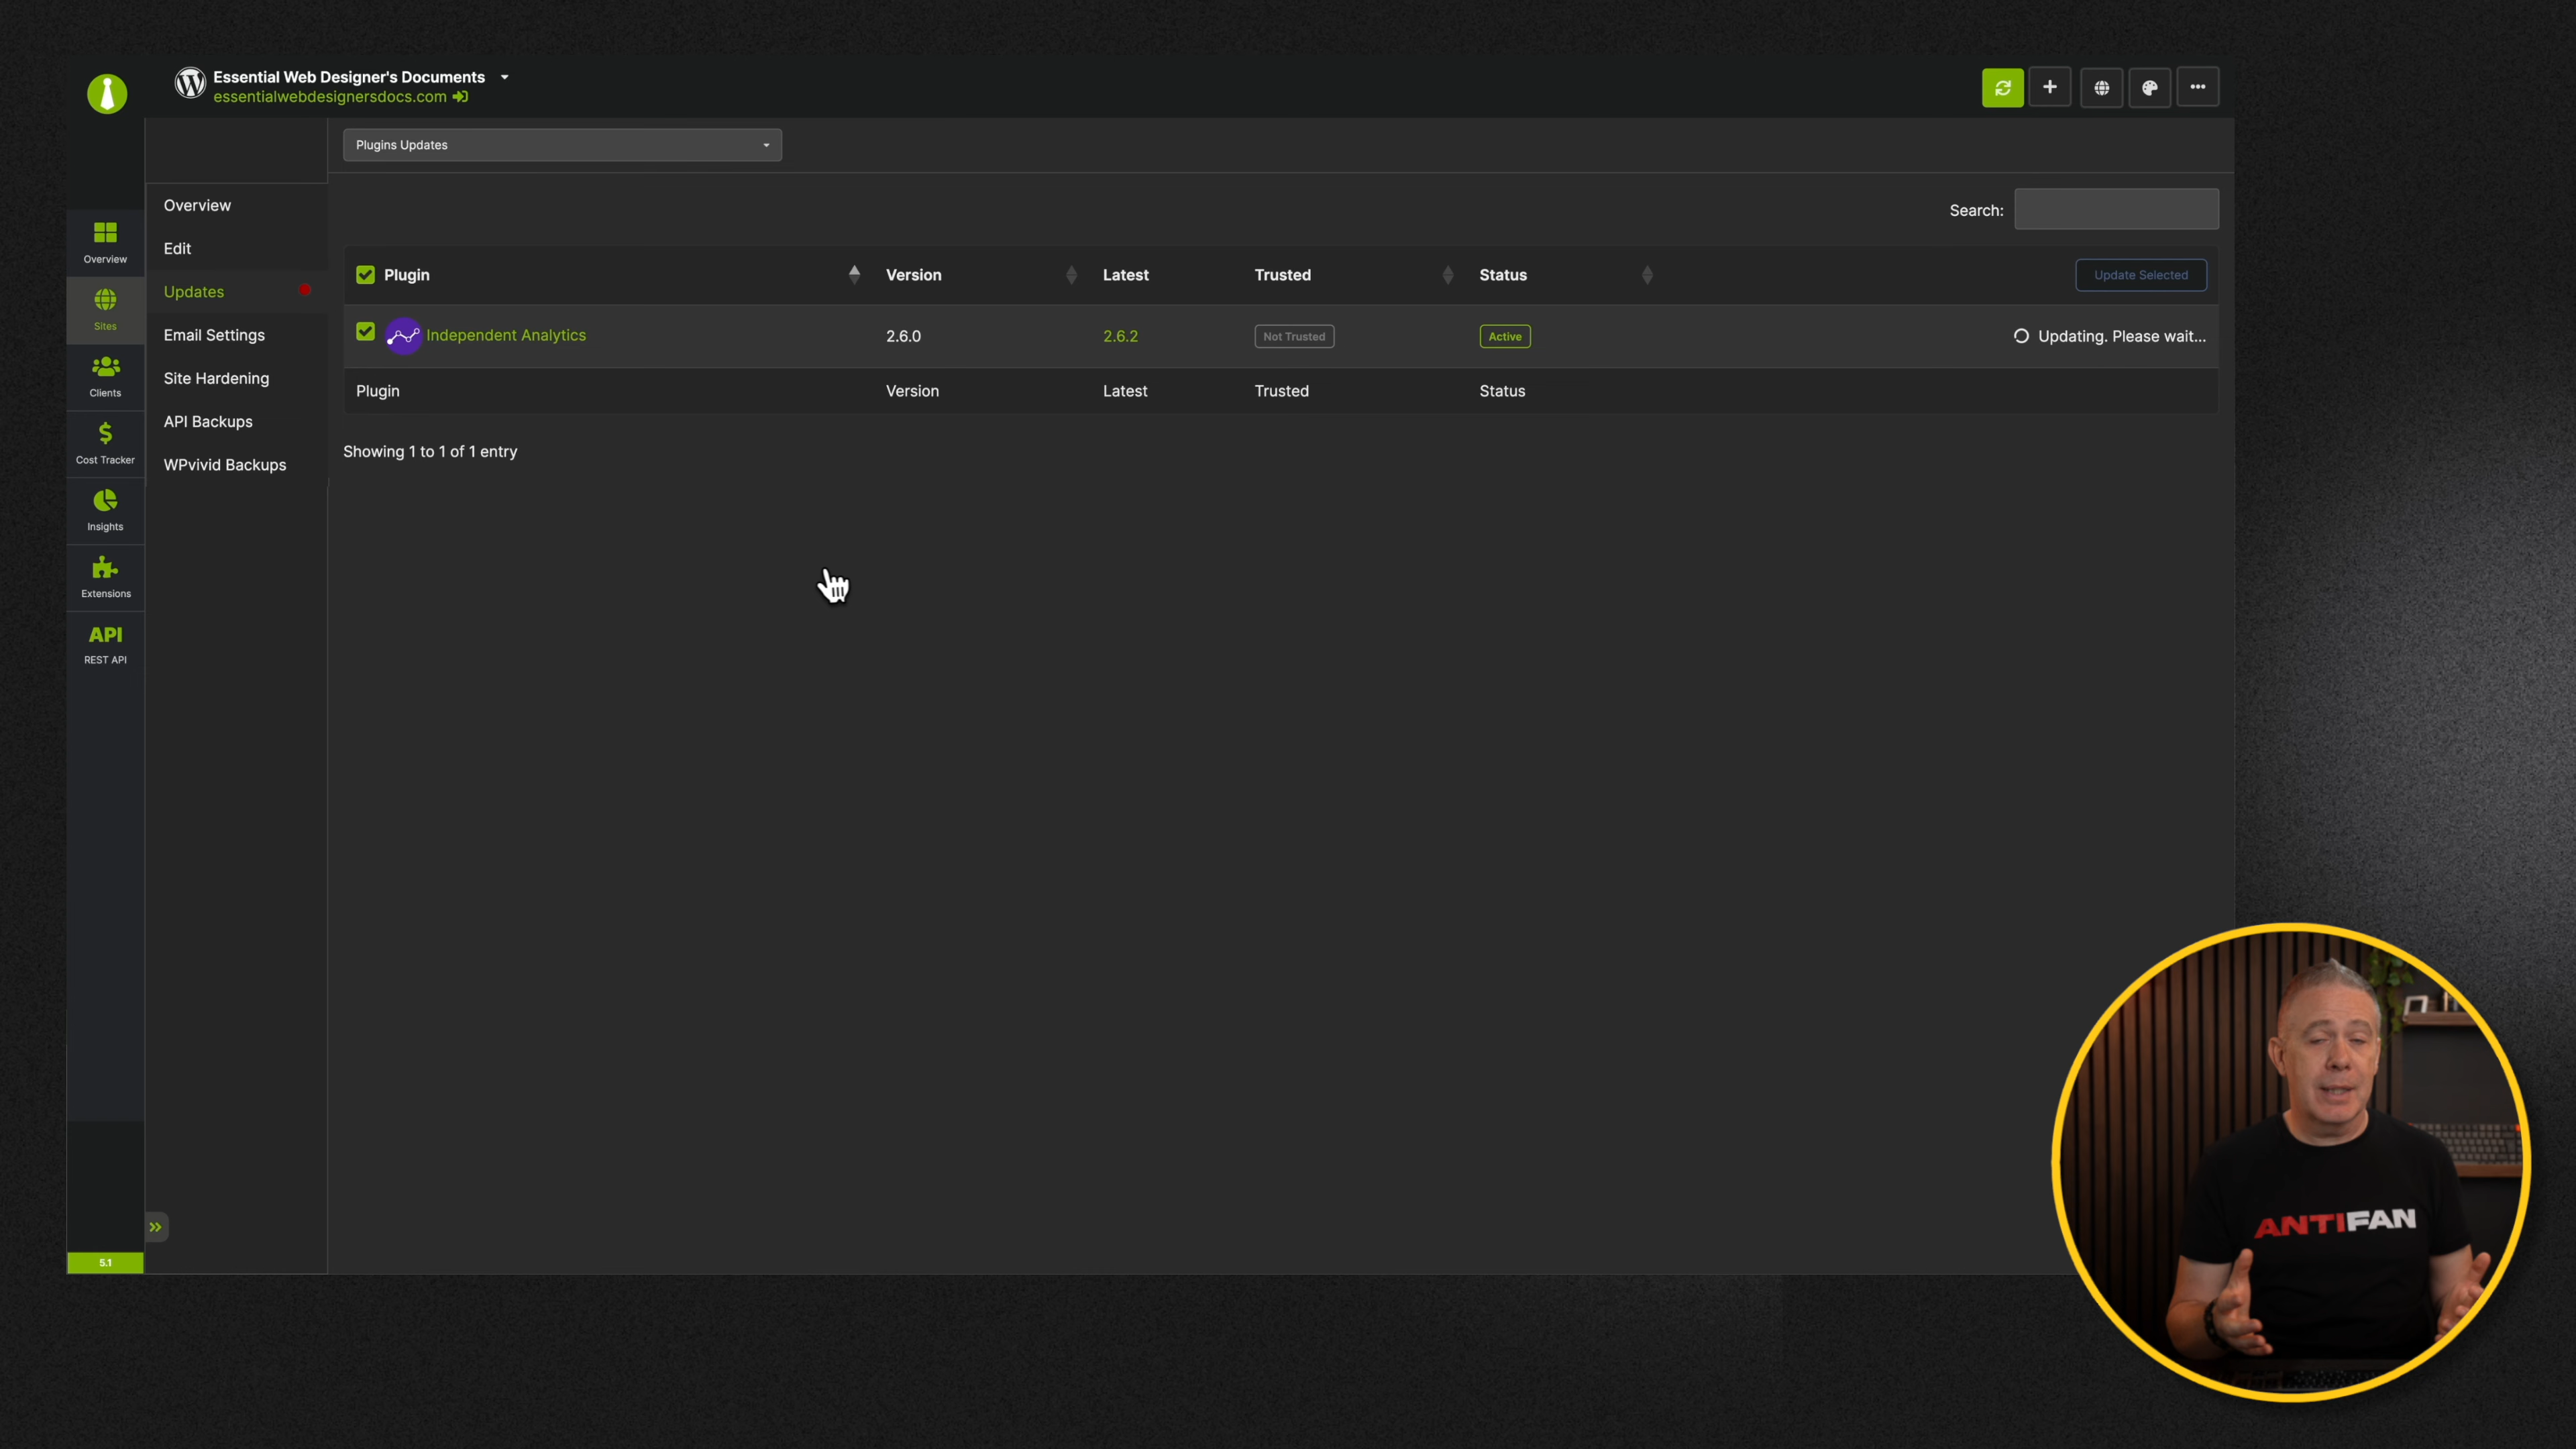 Essential Web Designer's Documents
essentialwebdesignersdocs.com
Plugins Updates
Search:
Overview
Edit
Updates
Email Settings
Site Hardening
API Backups
WPvivid Backups
Overview
Sites
Clients
Cost Tracker
Insights
Extensions
API
REST API
5.1
Plugin Version Latest Trusted Status Update Selected
Independent Analytics 2.6.0 2.6.2 Not Trusted Active Updating. Please wait...
Plugin Version Latest Trusted Status
Showing 1 to 1 of 1 entry
ANTIFAN